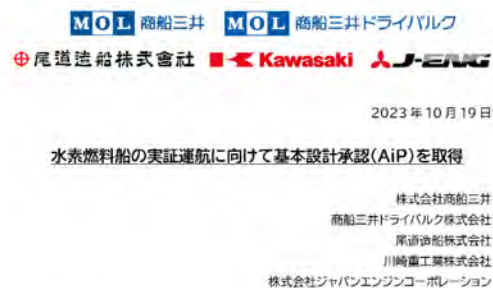 MOL 商船三井 MOL 商船三井ドライバルク
尾道造船株式會社 Kawasaki J-ENG
2023年10月19日
水素燃料船の実証運航に向けて基本設計承認(AiP)を取得
株式会社商船三井
商船三井ドライバルク株式会社
尾道造船株式会社
川崎重工業株式会社
株式会社ジャパンエンジンコーポレーション